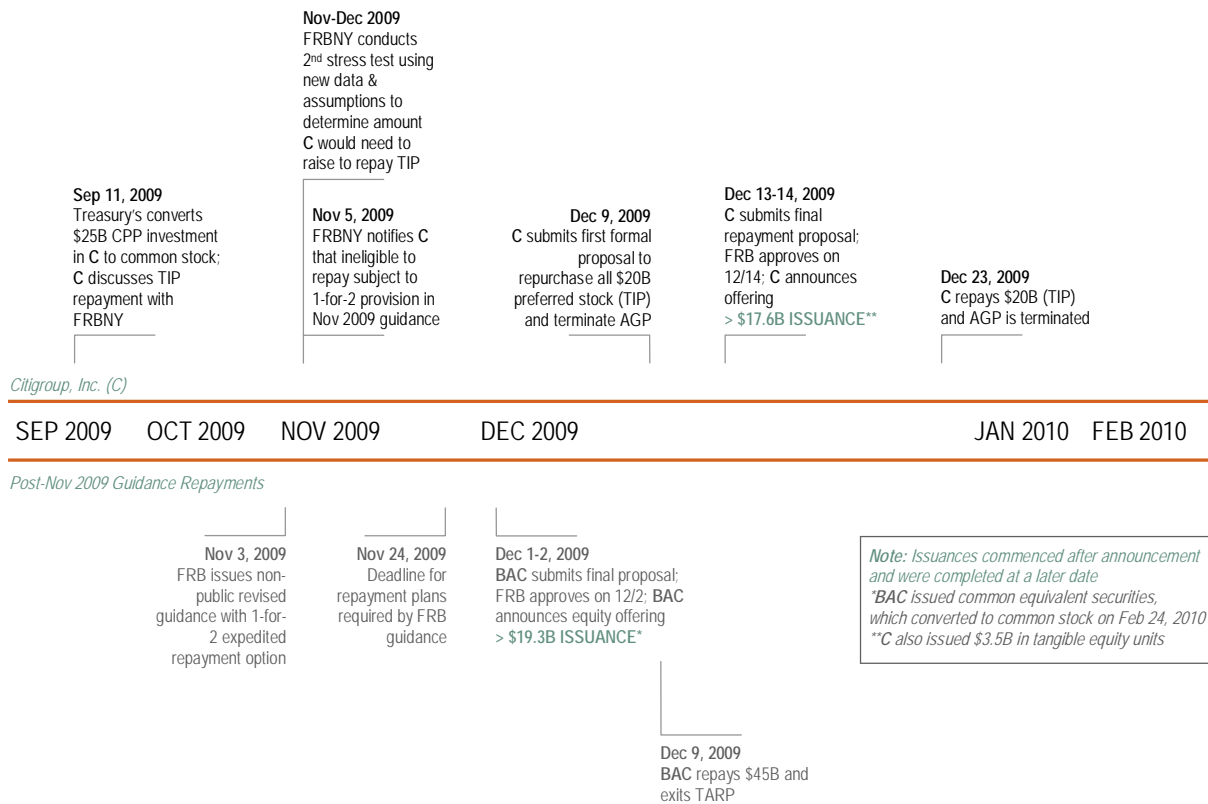 Nov-Dec 2009
FRBNY conducts
2nd stress test using
new data &
assumptions to
determine amount
C would need to
raise to repay TIP
Sep 11, 2009
Treasury's converts
$25B CPP investment
in C to common stock;
C discusses TIP
repayment with
FRBNY
Nov 5, 2009
FRBNY notifies C
that ineligible to
repay subject to
1-for-2 provision in
Nov 2009 guidance
Dec 9, 2009
C submits first formal
proposal to
repurchase all $20B
preferred stock (TIP)
and terminate AGP
Dec 13-14, 2009
C submits final
repayment proposal;
FRB approves on
12/14; C announces
offering
> $17.6B ISSUANCE**
Dec 23, 2009
C repays $20B (TIP)
and AGP is terminated
Citigroup, Inc. (C)
SEP 2009 OCT 2009 NOV 2009 DEC 2009 JAN 2010 FEB 2010
Post-Nov 2009 Guidance Repayments
Nov 3, 2009
FRB issues non-
public revised
guidance with 1-for-
2 expedited
repayment option
Nov 24, 2009
Deadline for
repayment plans
required by FRB
guidance
Dec 1-2, 2009
BAC submits final proposal;
FRB approves on 12/2; BAC
announces equity offering
> $19.3B ISSUANCE*
Dec 9, 2009
BAC repays $45B and
exits TARP
Note: Issuances commenced after announcement
and were completed at a later date
*BAC issued common equivalent securities,
which converted to common stock on Feb 24, 2010
**C also issued $3.5B in tangible equity units